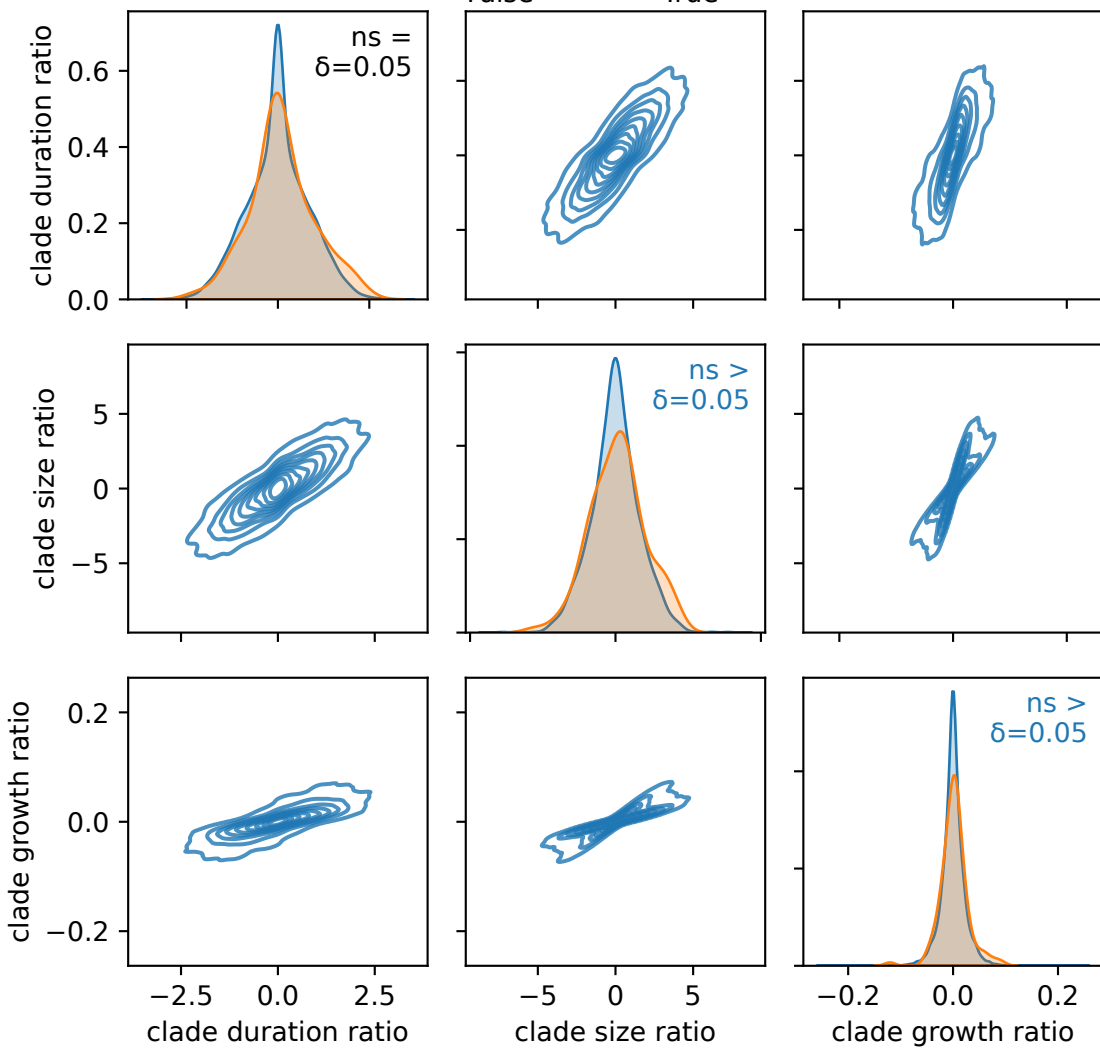 True
clade duration ratio
0.6
0.4
0.2
0.0
ns =
δ=0.05
clade size ratio
5
0
−5
ns >
δ=0.05
clade growth ratio
0.2
0.0
−0.2
ns >
δ=0.05
−2.5
0.0
2.5
−5
0
5
−0.2
0.0
0.2
clade duration ratio
clade size ratio
clade growth ratio